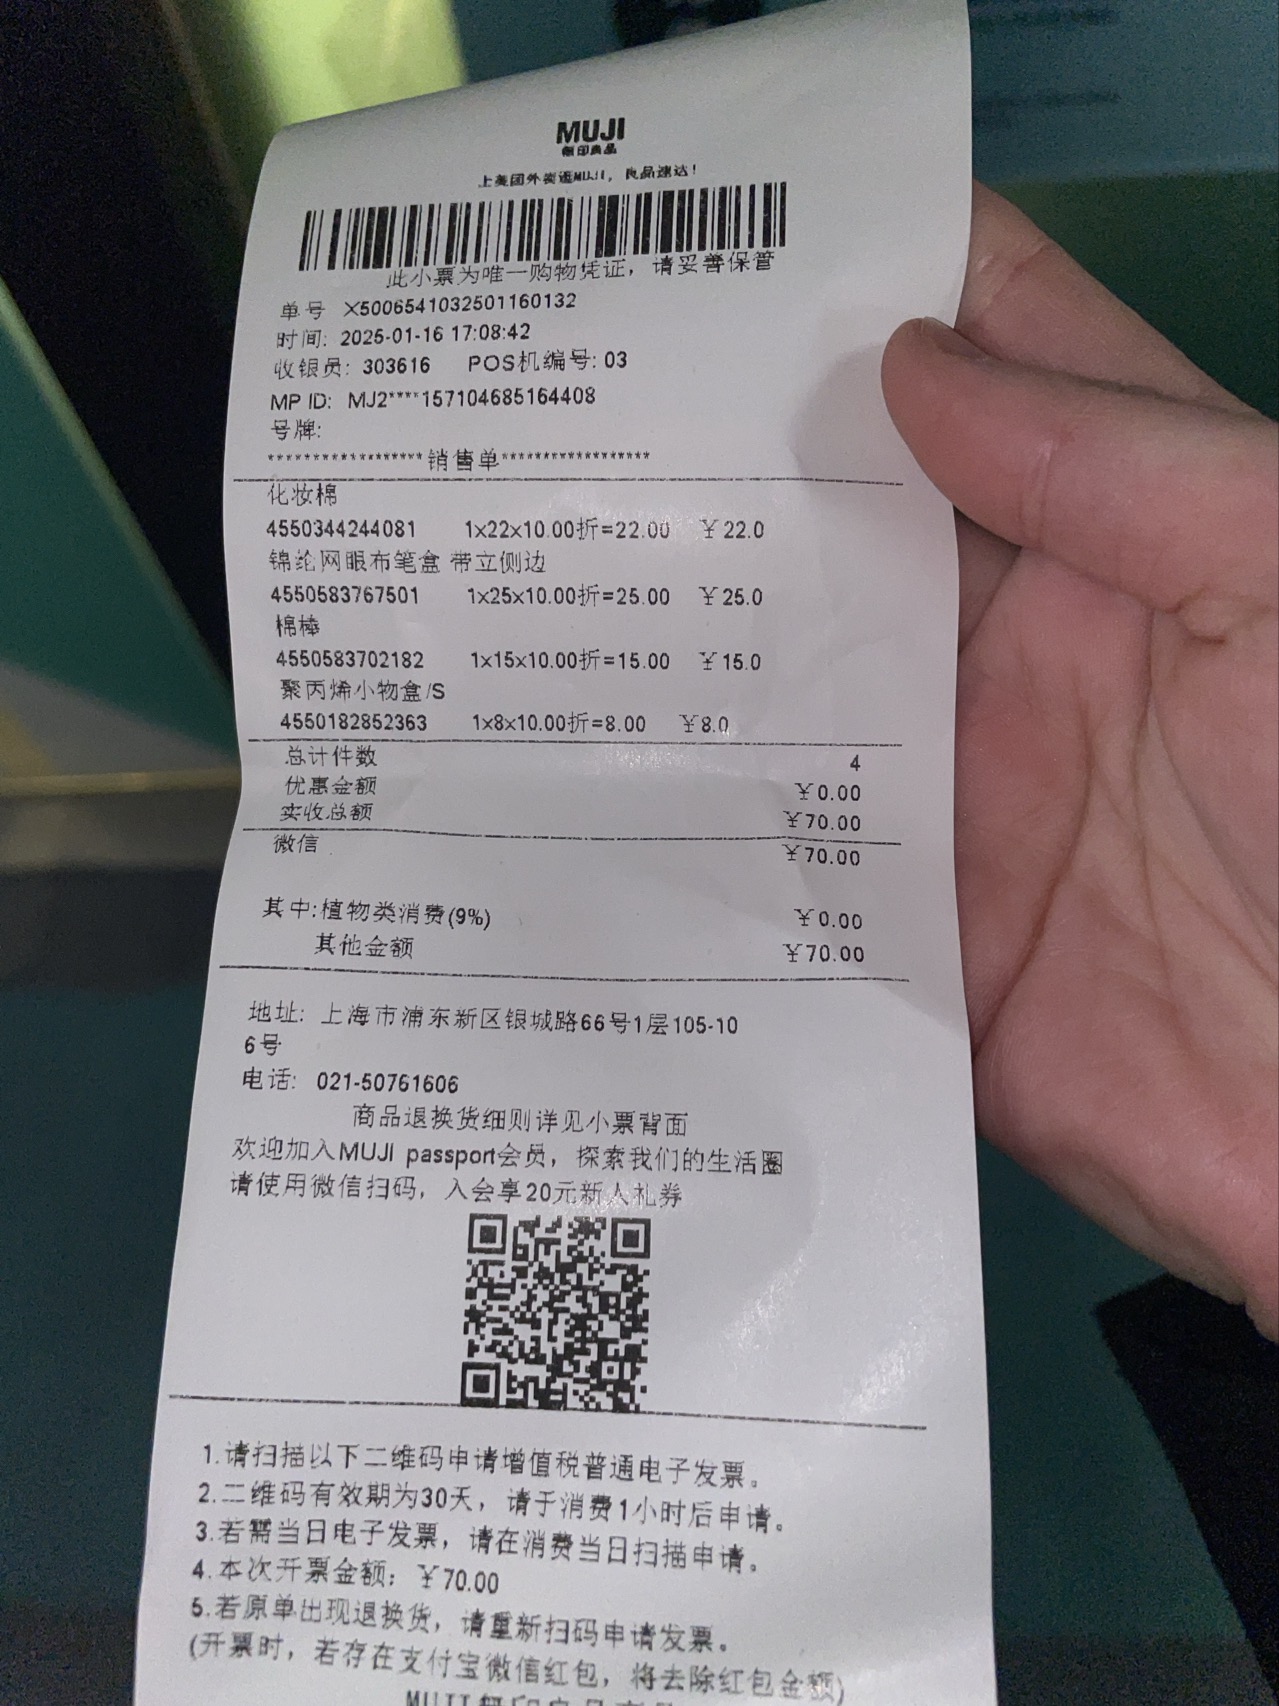 MUJI
無印良品
上美团外卖逛MUJI，良品速达！
此小票为唯一购物凭证，请妥善保管
单号 X5006541032501160132
时间: 2025-01-16 17:08:42
收银员: 303616 POS机编号: 03
MP ID: MJ2****157104685164408
号牌:
******************销售单******************
化妆棉
4550344244081 1x22x10.00折=22.00 ￥22.0
锦纶网眼布笔盒 带立侧边
4550583767501 1x25x10.00折=25.00 ￥25.0
棉棒
4550583702182 1x15x10.00折=15.00 ￥15.0
聚丙烯小物盒/S
4550182852363 1x8x10.00折=8.00 ￥8.0
总计件数 4
优惠金额 ￥0.00
实收总额 ￥70.00
微信 ￥70.00
其中:植物类消费(9%) ￥0.00
其他金额 ￥70.00
地址: 上海市浦东新区银城路66号1层105-10
6号
电话: 021-50761606
商品退换货细则详见小票背面
欢迎加入MUJI passport会员，探索我们的生活圈
请使用微信扫码，入会享20元新人礼券
1.请扫描以下二维码申请增值税普通电子发票。
2.二维码有效期为30天，请于消费1小时后申请。
3.若需当日电子发票，请在消费当日扫描申请。
4.本次开票金额: ￥70.00
5.若原单出现退换货，请重新扫码申请发票。
(开票时，若存在支付宝微信红包，将去除红包金额)
MUJI無印良品